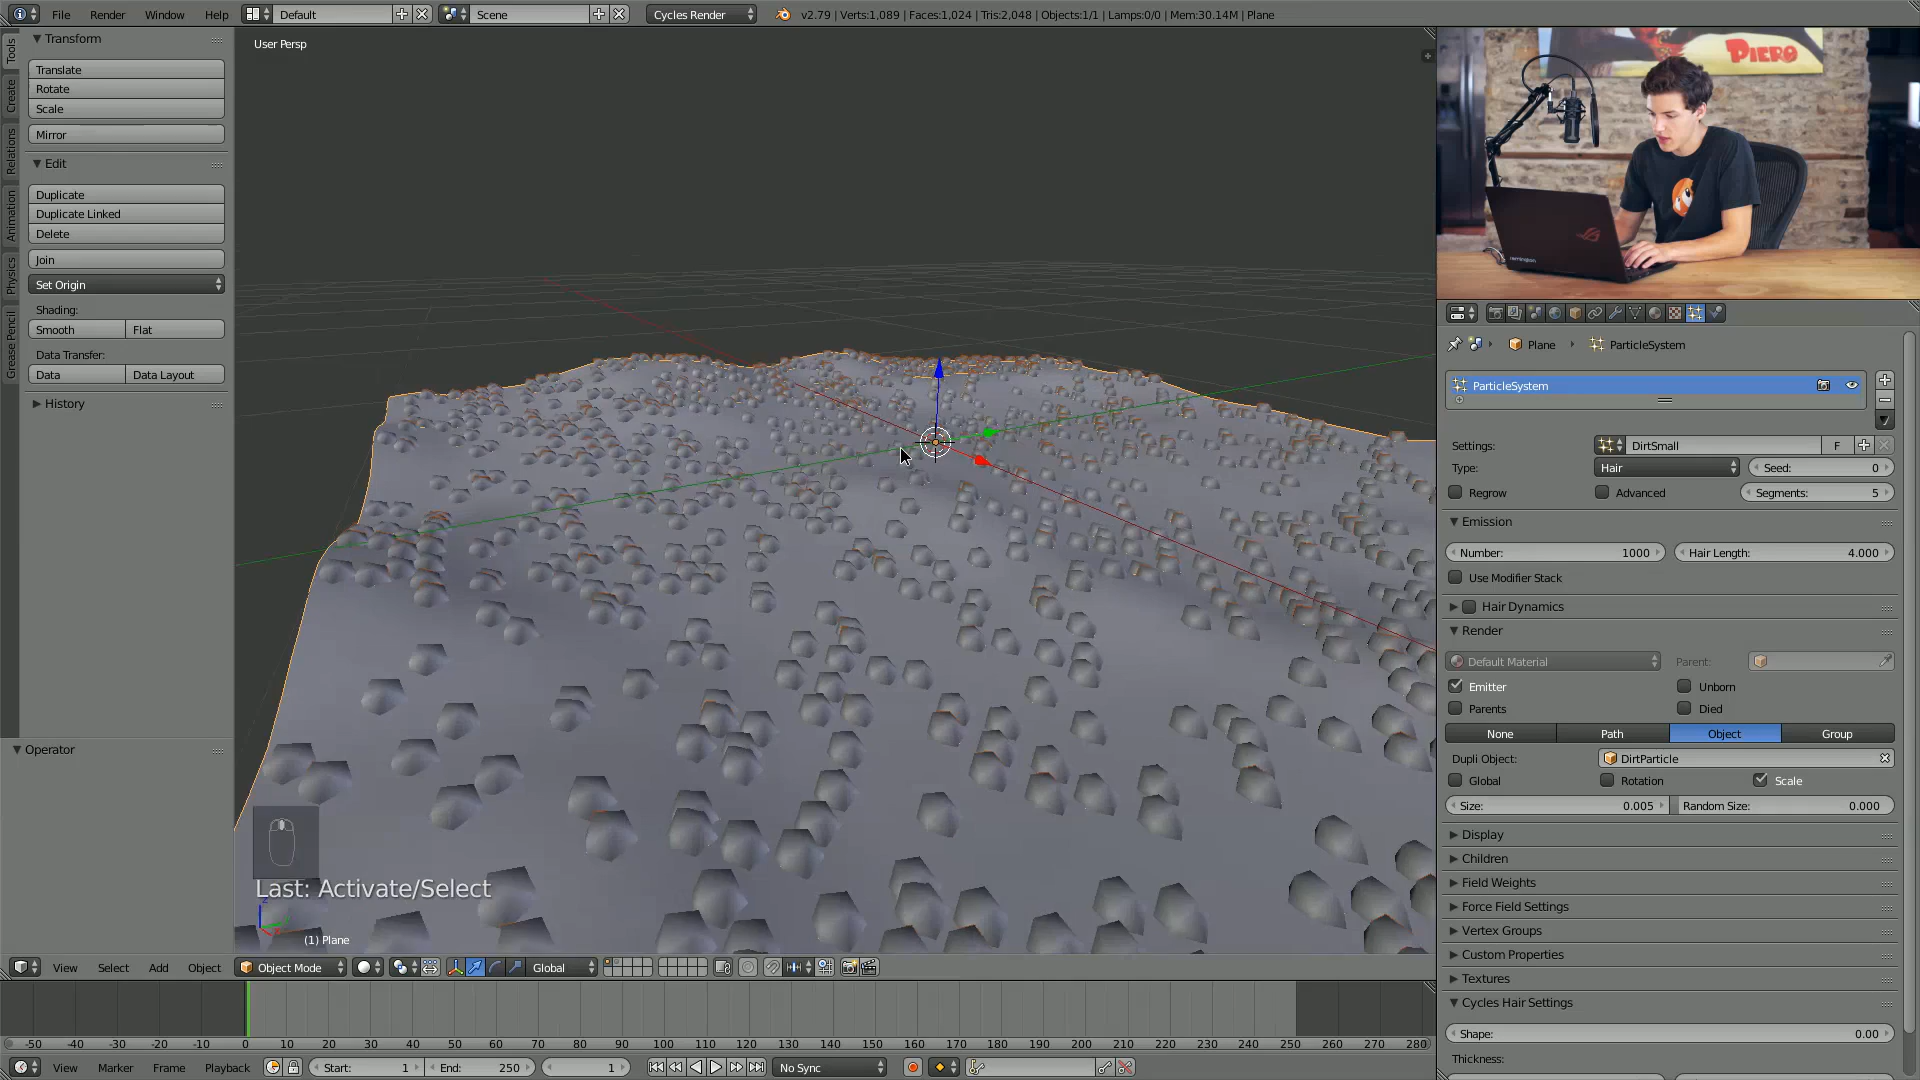 File Render Window Help Default Scene Cycles Render v2.79 | Verts:1,089 | Faces:1,024 | Tris:2,048 | Objects:1/1 | Lamps:0/0 | Mem:30.14M | Plane
Tools
Create
Relations
Animation
Physics
Grease Pencil
Transform
Translate
Rotate
Scale
Mirror
Edit
Duplicate
Duplicate Linked
Delete
Join
Set Origin
Shading:
Smooth Flat
Data Transfer:
Data Data Layout
History
Operator
User Persp
Last: Activate/Select
(1) Plane
PIERO
Plane ParticleSystem
ParticleSystem
Settings: DirtSmall F
Type: Hair Seed: 0
Regrow Advanced Segments: 5
Emission
Number: 1000 Hair Length: 4.000
Use Modifier Stack
Hair Dynamics
Render
Default Material Parent:
Emitter Unborn
Parents Died
None Path Object Group
Dupli Object: DirtParticle
Global Rotation Scale
Size: 0.005 Random Size: 0.000
Display
Children
Field Weights
Force Field Settings
Vertex Groups
Custom Properties
Textures
Cycles Hair Settings
Shape: 0.00
Thickness:
View Select Add Object Object Mode Global
-50 -40 -30 -20 -10 0 10 20 30 40 50 60 70 80 90 100 110 120 130 140 150 160 170 180 190 200 210 220 230 240 250 260 270 280
View Marker Frame Playback Start: 1 End: 250 1 No Sync